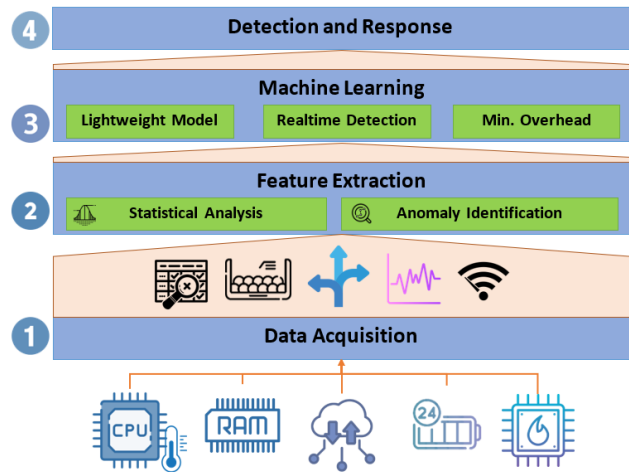 4
Detection and Response
Machine Learning
3
Lightweight Model
Realtime Detection
Min. Overhead
Feature Extraction
2
Statistical Analysis
Anomaly Identification
1
Data Acquisition
CPU
RAM
24